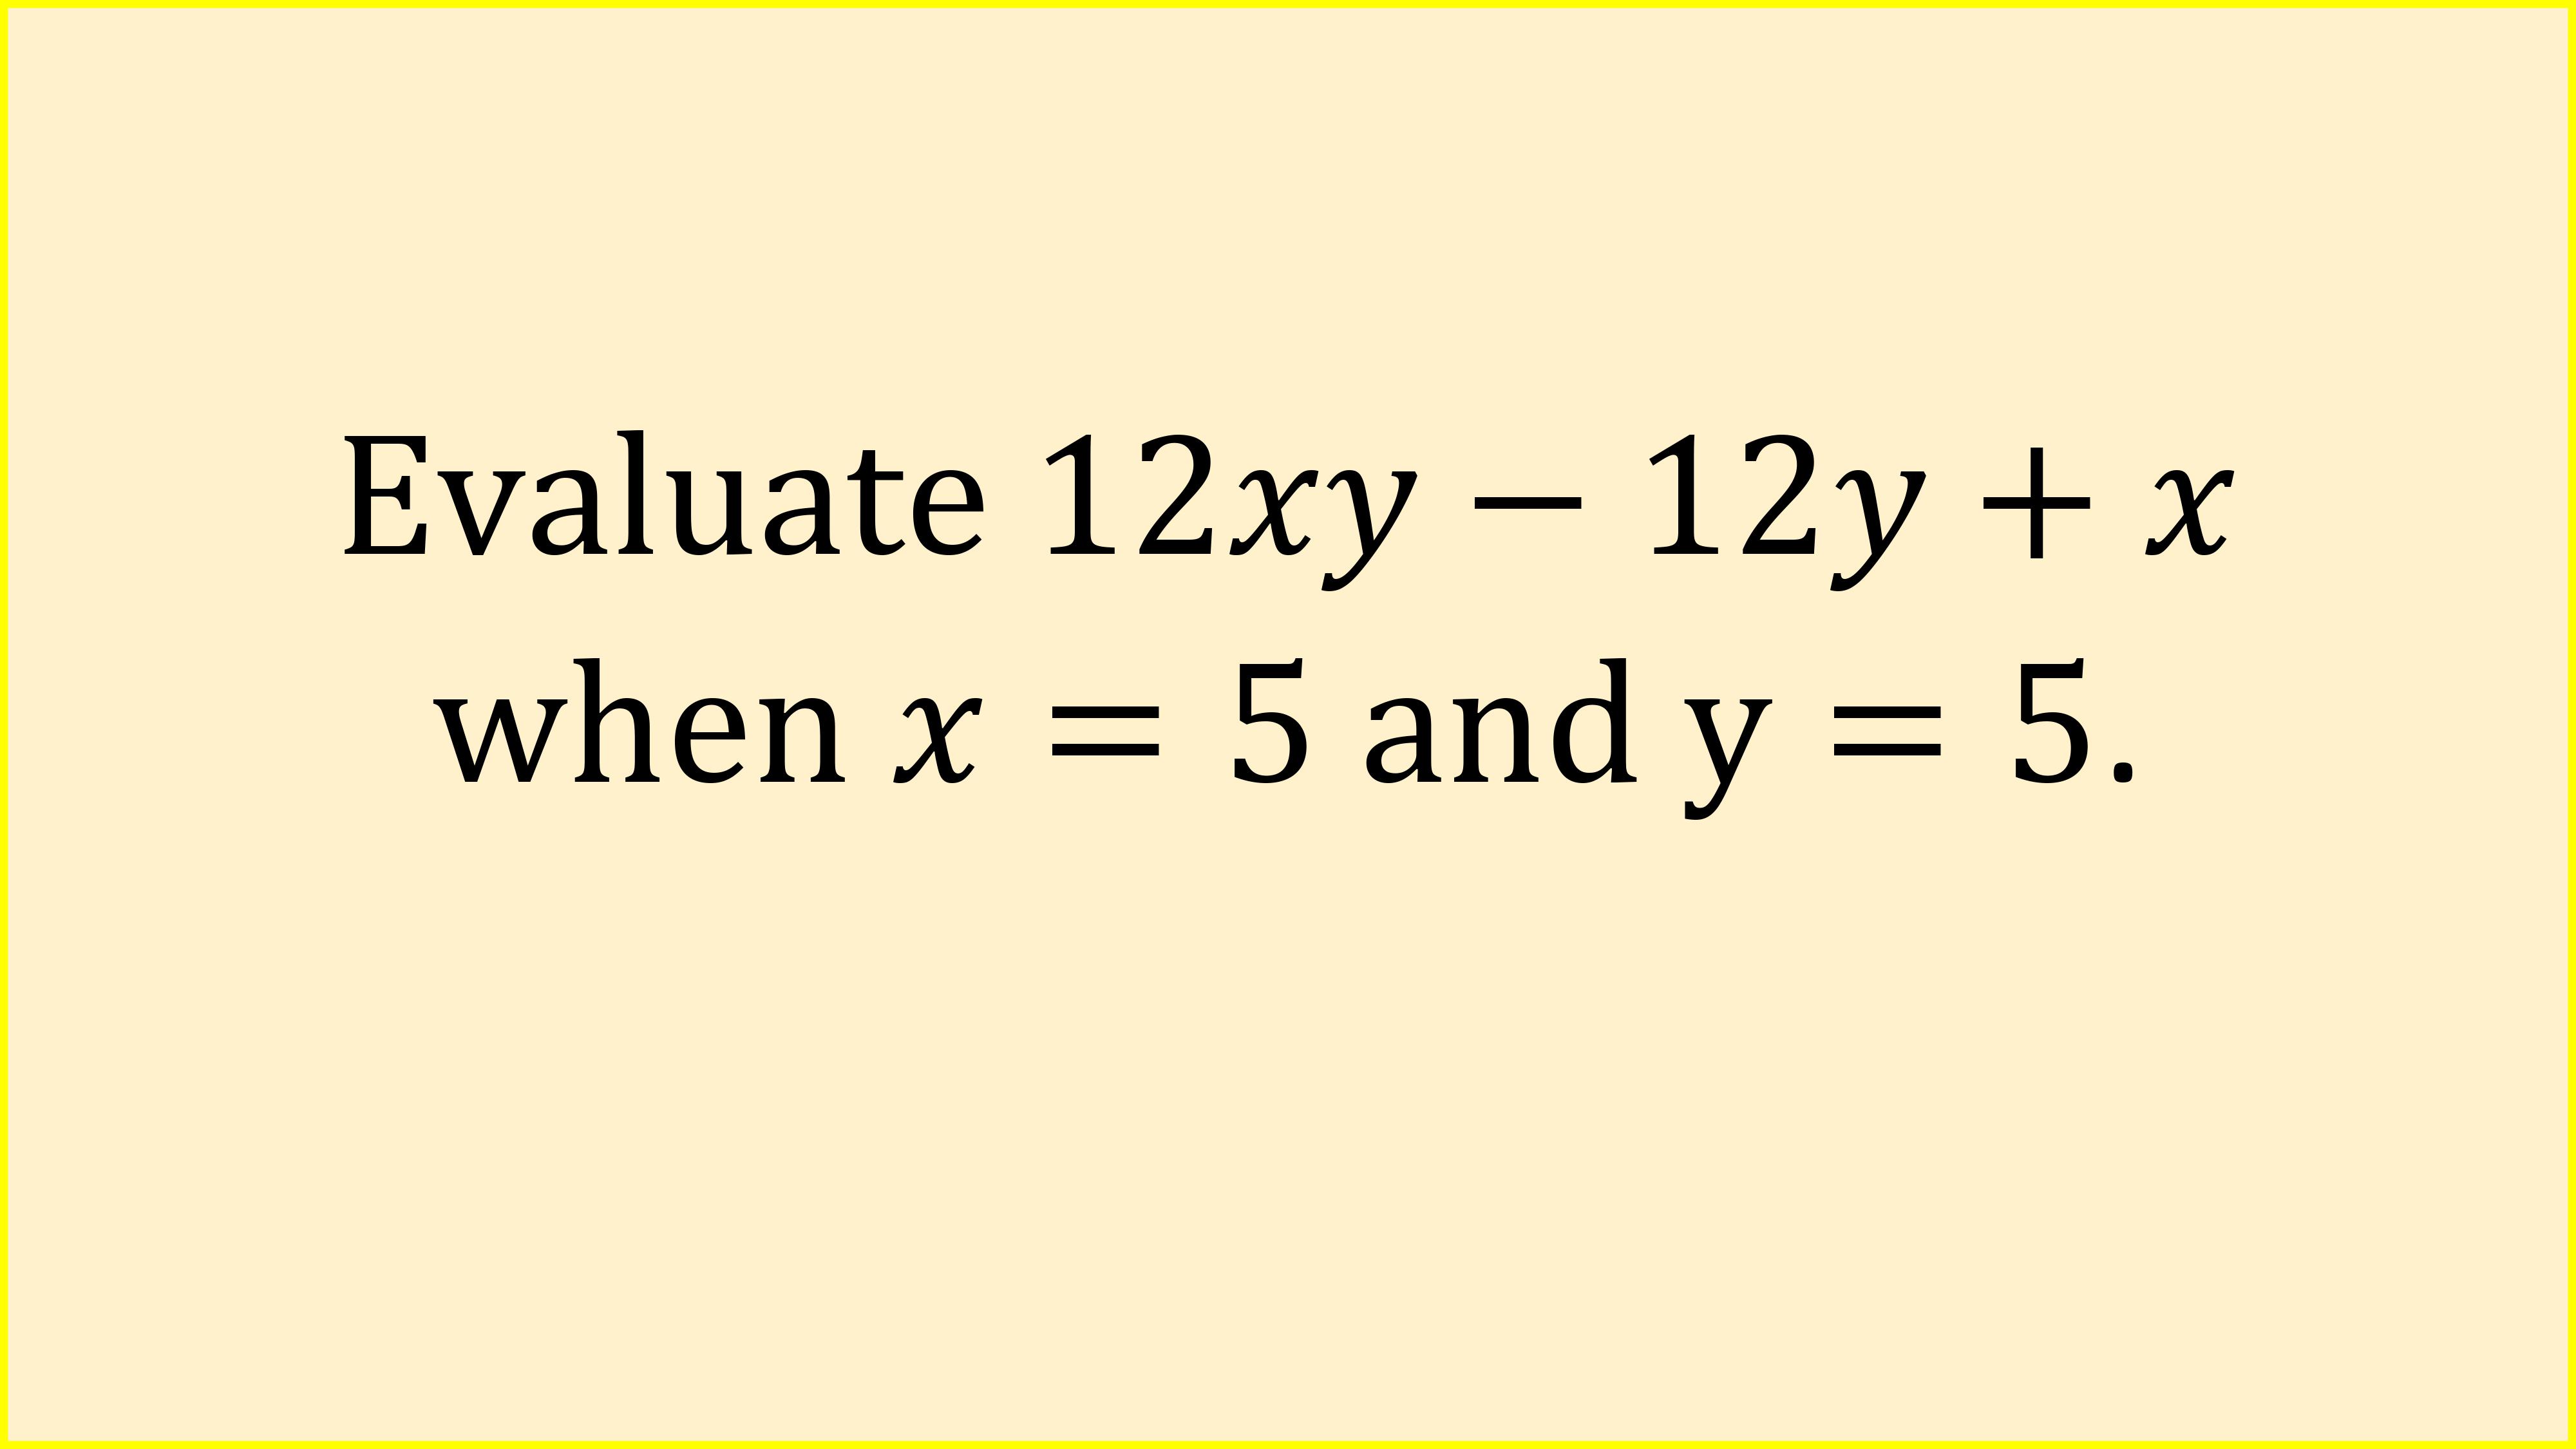 Evaluate 12xy − 12y + x
when x = 5 and y = 5.